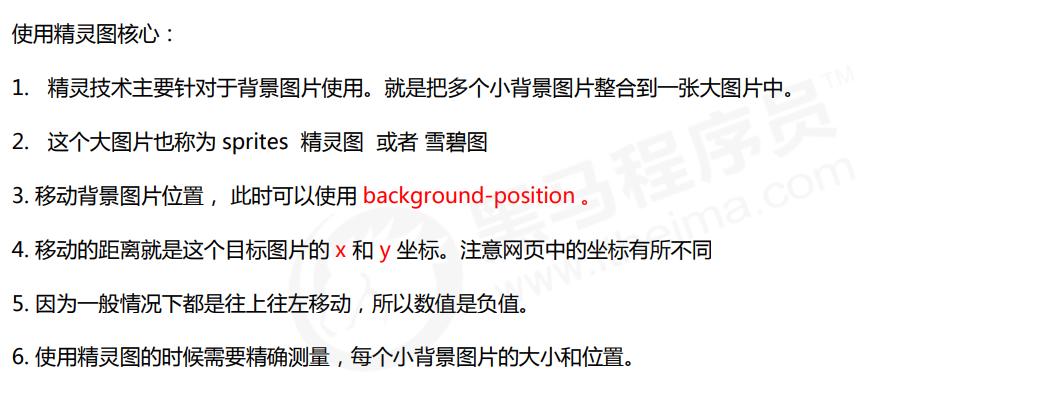 使用精灵图核心：
1. 精灵技术主要针对于背景图片使用。就是把多个小背景图片整合到一张大图片中。
2. 这个大图片也称为 sprites 精灵图 或者 雪碧图
3. 移动背景图片位置， 此时可以使用 background-position 。
4. 移动的距离就是这个目标图片的 x 和 y 坐标。注意网页中的坐标有所不同
5. 因为一般情况下都是往上往左移动，所以数值是负值。
6. 使用精灵图的时候需要精确测量，每个小背景图片的大小和位置。
黑马程序员™
www.itheima.com